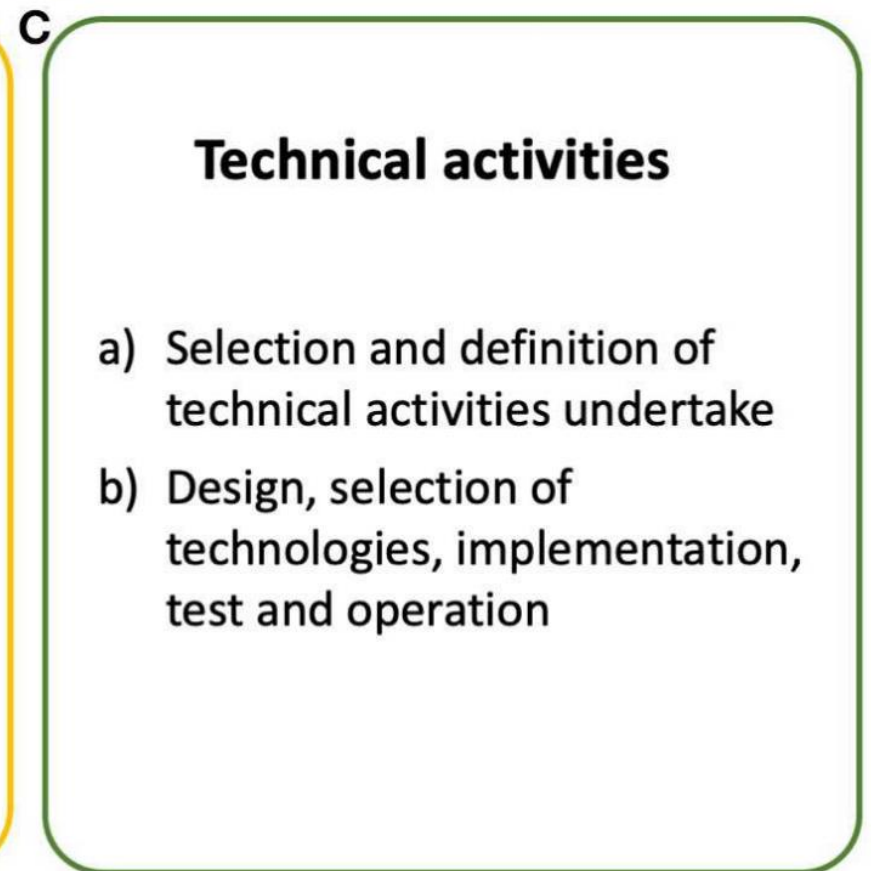 C
Technical activities
a) Selection and definition of
technical activities undertake
b) Design, selection of
technologies, implementation,
test and operation